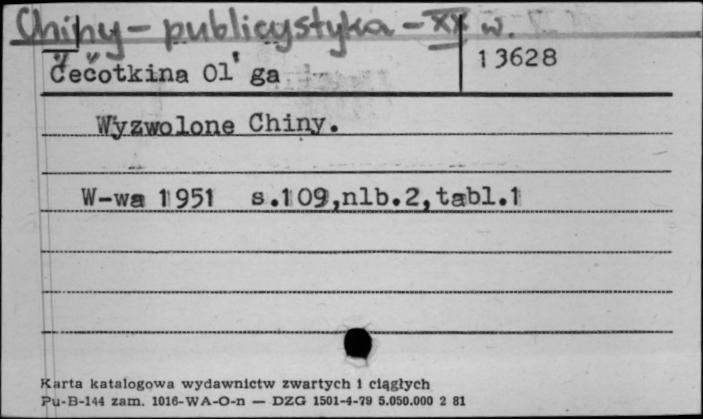 Chiny - publicystyka - XX w.
Čečotkina Ol'ga
13628
Wyzwolone Chiny.
W-wa 1951 s.109,nlb.2,tabl.1
Karta katalogowa wydawnictw zwartych i ciągłych
Pu-B-144 zam. 1016-WA-O-n — DZG 1501-4-79 5.050.000 2 81